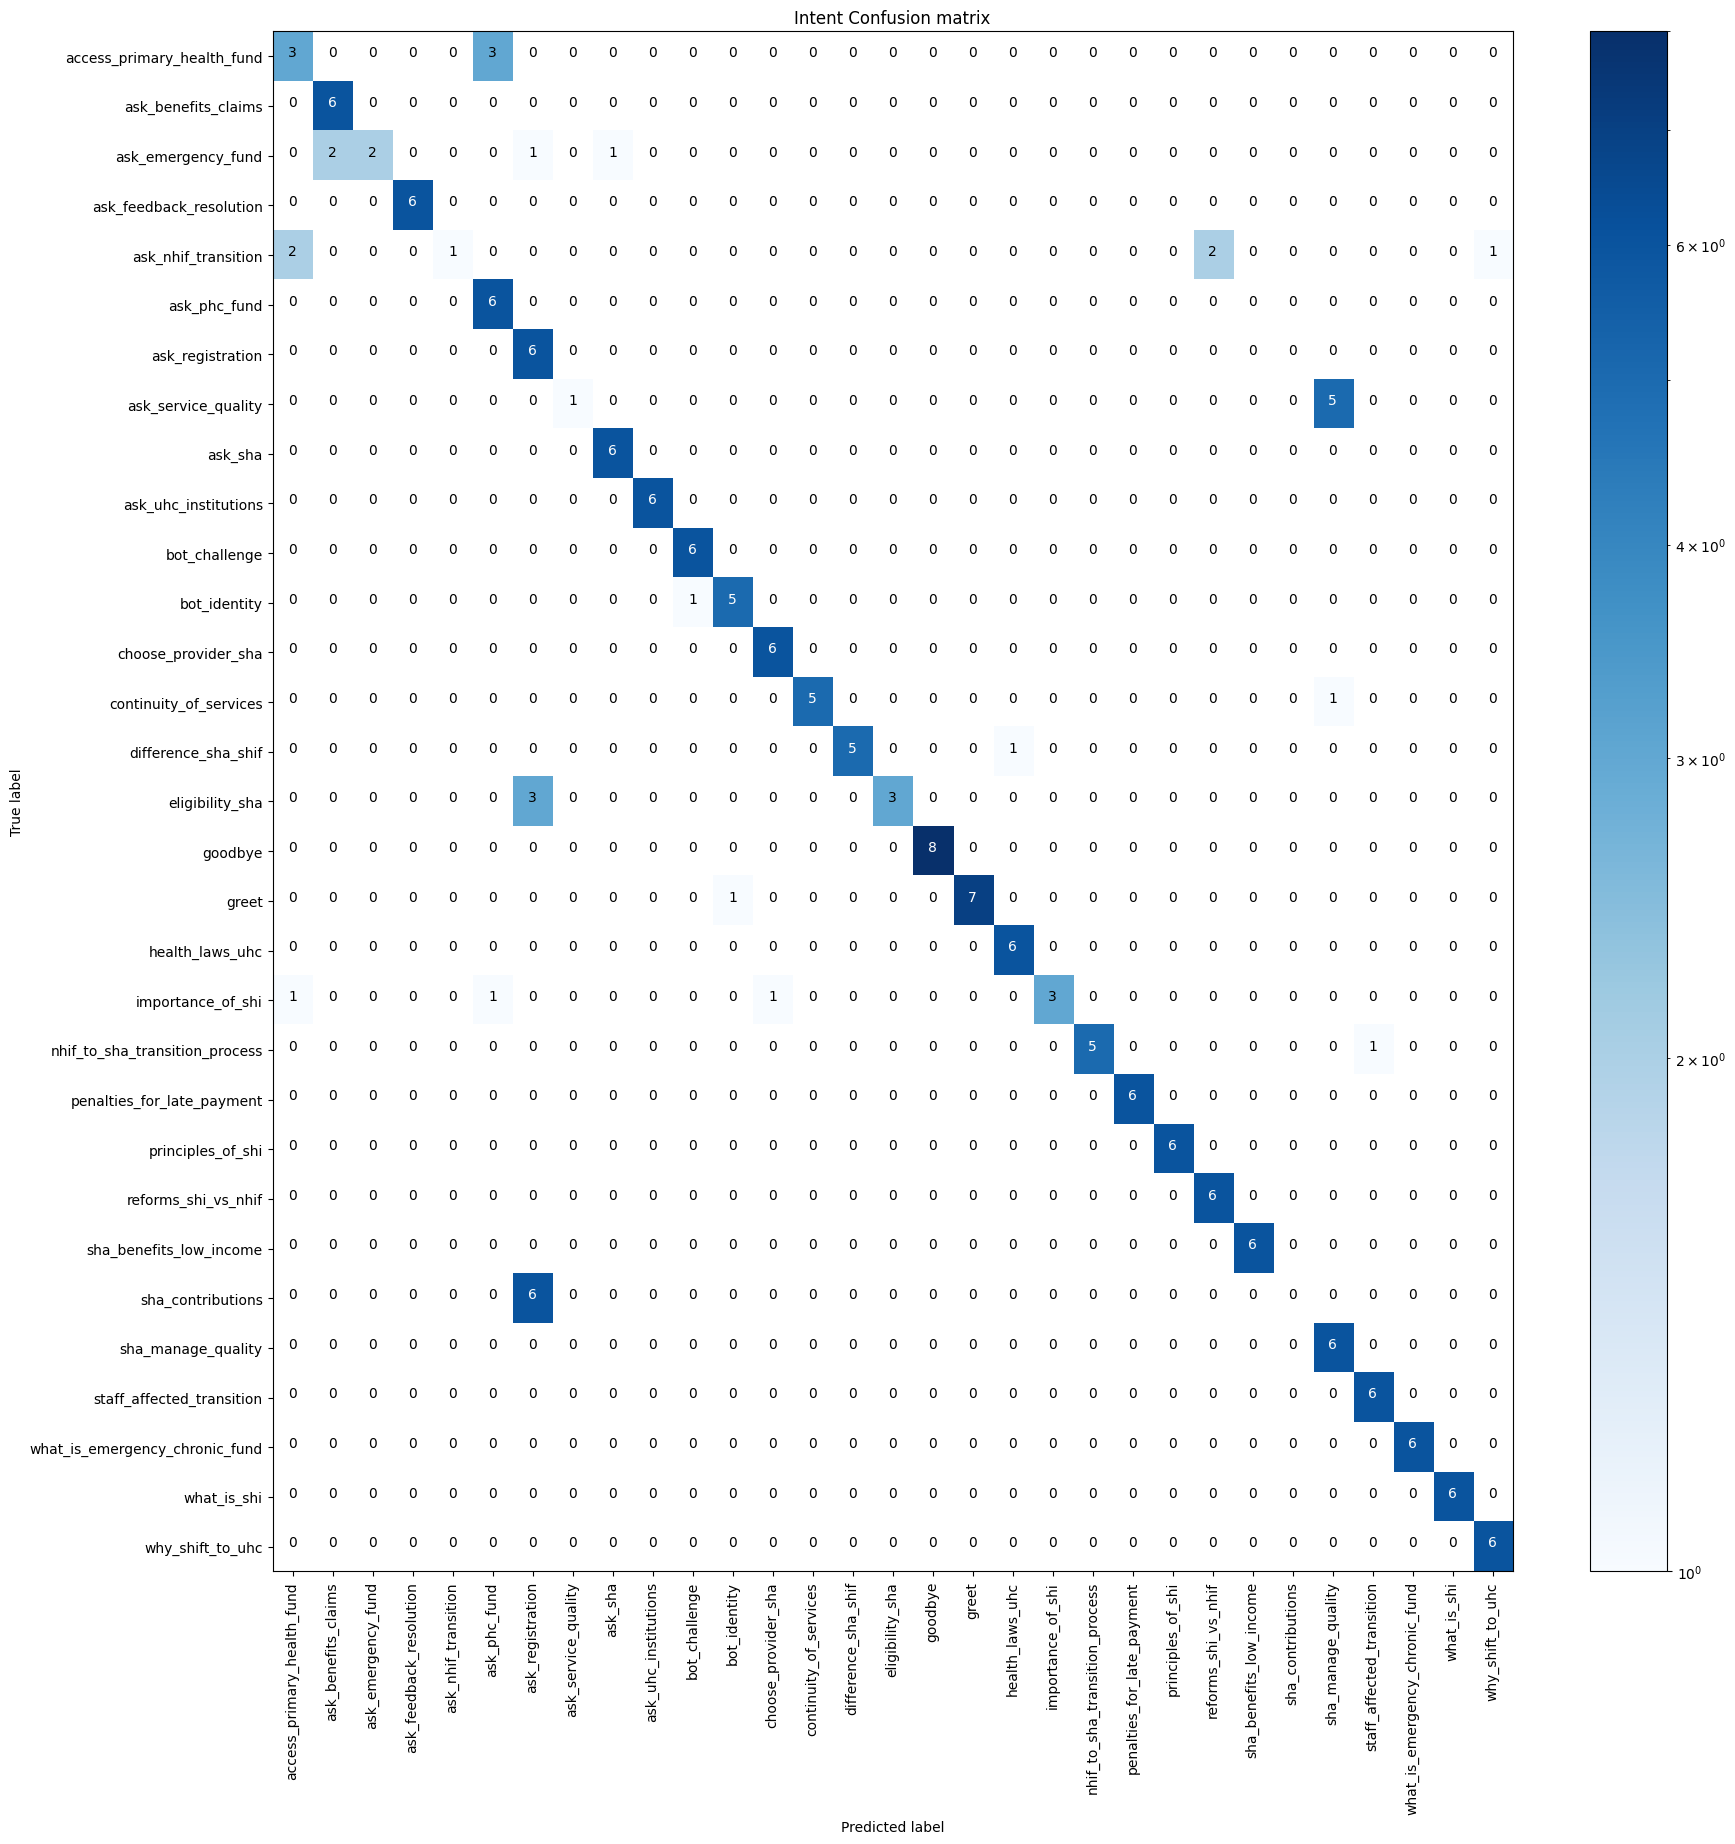 Intent Confusion matrix
access_primary_health_fund 3 0 0 0 0 3 0 0 0 0 0 0 0 0 0 0 0 0 0 0 0 0 0 0 0 0 0 0 0 0 0
ask_benefits_claims 0 6 0 0 0 0 0 0 0 0 0 0 0 0 0 0 0 0 0 0 0 0 0 0 0 0 0 0 0 0 0
ask_emergency_fund 0 2 2 0 0 0 1 0 1 0 0 0 0 0 0 0 0 0 0 0 0 0 0 0 0 0 0 0 0 0 0
ask_feedback_resolution 0 0 0 6 0 0 0 0 0 0 0 0 0 0 0 0 0 0 0 0 0 0 0 0 0 0 0 0 0 0 0
ask_nhif_transition 2 0 0 0 1 0 0 0 0 0 0 0 0 0 0 0 0 0 0 0 0 0 0 2 0 0 0 0 0 0 1
ask_phc_fund 0 0 0 0 0 6 0 0 0 0 0 0 0 0 0 0 0 0 0 0 0 0 0 0 0 0 0 0 0 0 0
ask_registration 0 0 0 0 0 0 6 0 0 0 0 0 0 0 0 0 0 0 0 0 0 0 0 0 0 0 0 0 0 0 0
ask_service_quality 0 0 0 0 0 0 0 1 0 0 0 0 0 0 0 0 0 0 0 0 0 0 0 0 0 0 5 0 0 0 0
ask_sha 0 0 0 0 0 0 0 0 6 0 0 0 0 0 0 0 0 0 0 0 0 0 0 0 0 0 0 0 0 0 0
ask_uhc_institutions 0 0 0 0 0 0 0 0 0 6 0 0 0 0 0 0 0 0 0 0 0 0 0 0 0 0 0 0 0 0 0
bot_challenge 0 0 0 0 0 0 0 0 0 0 6 0 0 0 0 0 0 0 0 0 0 0 0 0 0 0 0 0 0 0 0
bot_identity 0 0 0 0 0 0 0 0 0 0 1 5 0 0 0 0 0 0 0 0 0 0 0 0 0 0 0 0 0 0 0
choose_provider_sha 0 0 0 0 0 0 0 0 0 0 0 0 6 0 0 0 0 0 0 0 0 0 0 0 0 0 0 0 0 0 0
continuity_of_services 0 0 0 0 0 0 0 0 0 0 0 0 0 5 0 0 0 0 0 0 0 0 0 0 0 0 1 0 0 0 0
difference_sha_shif 0 0 0 0 0 0 0 0 0 0 0 0 0 0 5 0 0 0 1 0 0 0 0 0 0 0 0 0 0 0 0
eligibility_sha 0 0 0 0 0 0 3 0 0 0 0 0 0 0 0 3 0 0 0 0 0 0 0 0 0 0 0 0 0 0 0
goodbye 0 0 0 0 0 0 0 0 0 0 0 0 0 0 0 0 8 0 0 0 0 0 0 0 0 0 0 0 0 0 0
greet 0 0 0 0 0 0 0 0 0 0 0 1 0 0 0 0 0 7 0 0 0 0 0 0 0 0 0 0 0 0 0
health_laws_uhc 0 0 0 0 0 0 0 0 0 0 0 0 0 0 0 0 0 0 6 0 0 0 0 0 0 0 0 0 0 0 0
importance_of_shi 1 0 0 0 0 1 0 0 0 0 0 0 1 0 0 0 0 0 0 3 0 0 0 0 0 0 0 0 0 0 0
nhif_to_sha_transition_process 0 0 0 0 0 0 0 0 0 0 0 0 0 0 0 0 0 0 0 0 5 0 0 0 0 0 0 1 0 0 0
penalties_for_late_payment 0 0 0 0 0 0 0 0 0 0 0 0 0 0 0 0 0 0 0 0 0 6 0 0 0 0 0 0 0 0 0
principles_of_shi 0 0 0 0 0 0 0 0 0 0 0 0 0 0 0 0 0 0 0 0 0 0 6 0 0 0 0 0 0 0 0
reforms_shi_vs_nhif 0 0 0 0 0 0 0 0 0 0 0 0 0 0 0 0 0 0 0 0 0 0 0 6 0 0 0 0 0 0 0
sha_benefits_low_income 0 0 0 0 0 0 0 0 0 0 0 0 0 0 0 0 0 0 0 0 0 0 0 0 6 0 0 0 0 0 0
sha_contributions 0 0 0 0 0 0 6 0 0 0 0 0 0 0 0 0 0 0 0 0 0 0 0 0 0 0 0 0 0 0 0
sha_manage_quality 0 0 0 0 0 0 0 0 0 0 0 0 0 0 0 0 0 0 0 0 0 0 0 0 0 0 6 0 0 0 0
staff_affected_transition 0 0 0 0 0 0 0 0 0 0 0 0 0 0 0 0 0 0 0 0 0 0 0 0 0 0 0 6 0 0 0
what_is_emergency_chronic_fund 0 0 0 0 0 0 0 0 0 0 0 0 0 0 0 0 0 0 0 0 0 0 0 0 0 0 0 0 6 0 0
what_is_shi 0 0 0 0 0 0 0 0 0 0 0 0 0 0 0 0 0 0 0 0 0 0 0 0 0 0 0 0 0 6 0
why_shift_to_uhc 0 0 0 0 0 0 0 0 0 0 0 0 0 0 0 0 0 0 0 0 0 0 0 0 0 0 0 0 0 0 6
True label
access_primary_health_fund
ask_benefits_claims
ask_emergency_fund
ask_feedback_resolution
ask_nhif_transition
ask_phc_fund
ask_registration
ask_service_quality
ask_sha
ask_uhc_institutions
bot_challenge
bot_identity
choose_provider_sha
continuity_of_services
difference_sha_shif
eligibility_sha
goodbye
greet
health_laws_uhc
importance_of_shi
nhif_to_sha_transition_process
penalties_for_late_payment
principles_of_shi
reforms_shi_vs_nhif
sha_benefits_low_income
sha_contributions
sha_manage_quality
staff_affected_transition
what_is_emergency_chronic_fund
what_is_shi
why_shift_to_uhc
Predicted label
6 × 10⁰
4 × 10⁰
3 × 10⁰
2 × 10⁰
10⁰